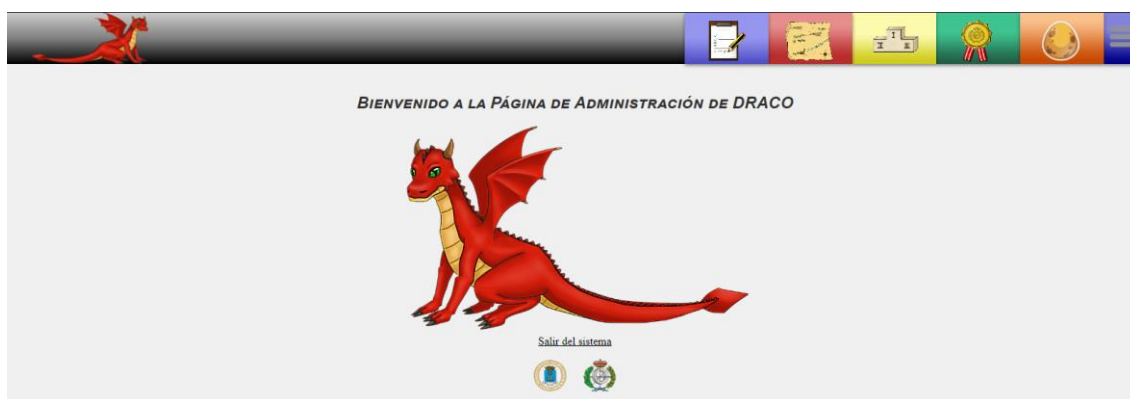 BIENVENIDO A LA PÁGINA DE ADMINISTRACIÓN DE DRACO
Salir del sistema